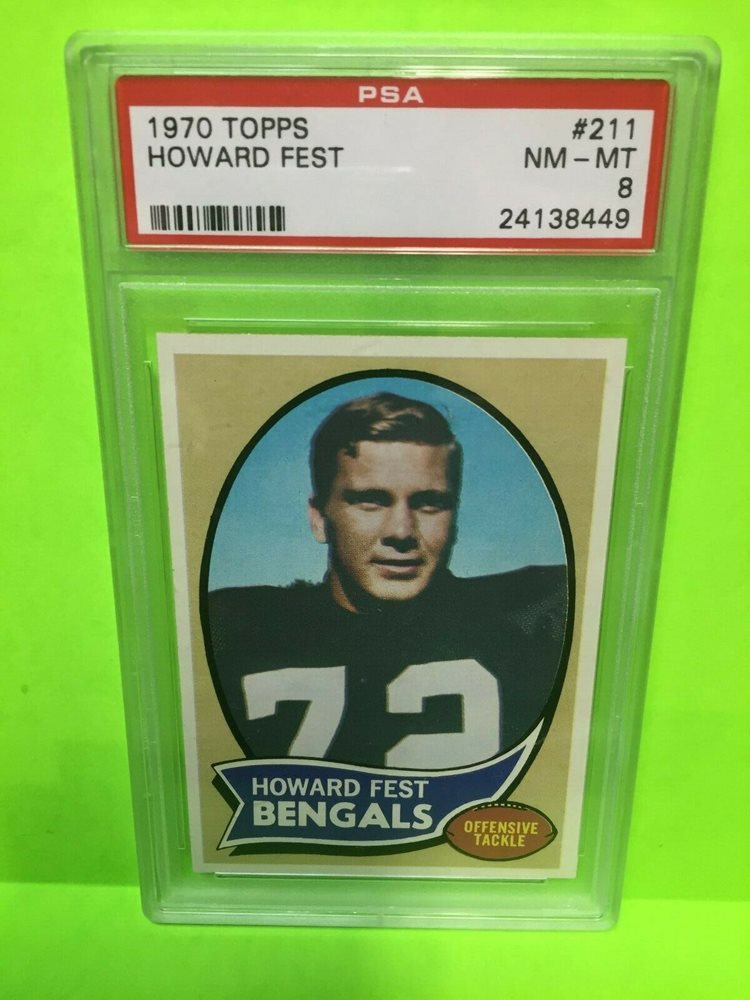 PSA
1970 TOPPS #211
HOWARD FEST NM - MT
8
24138449
72
HOWARD FEST
BENGALS
OFFENSIVE
TACKLE